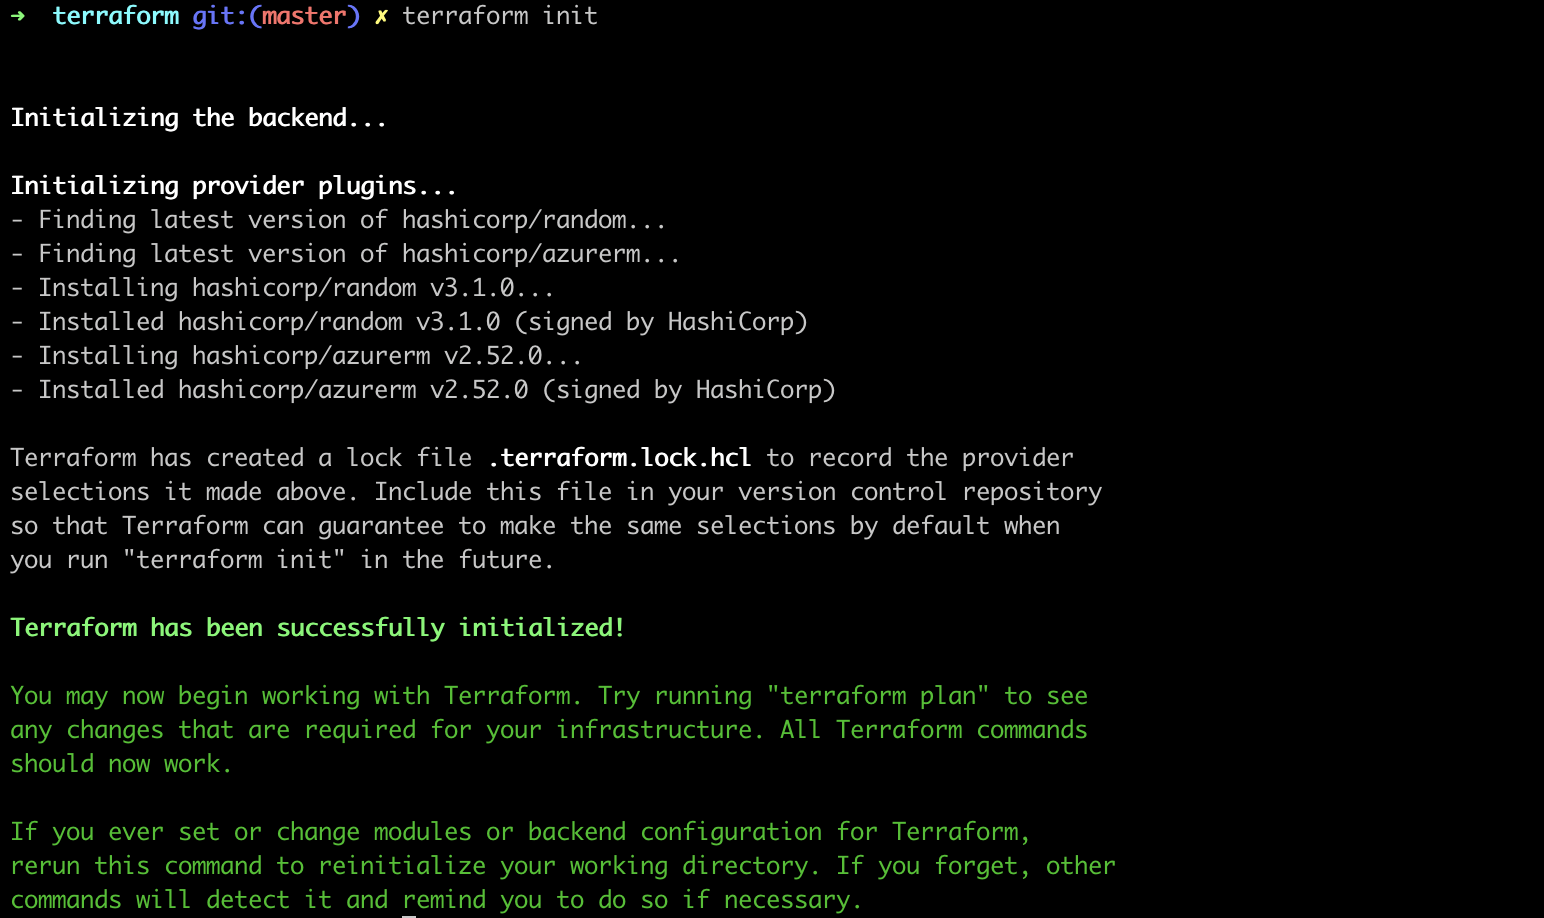 ➜  terraform git:(master) ✗ terraform init
Initializing the backend...
Initializing provider plugins...
- Finding latest version of hashicorp/random...
- Finding latest version of hashicorp/azurerm...
- Installing hashicorp/random v3.1.0...
- Installed hashicorp/random v3.1.0 (signed by HashiCorp)
- Installing hashicorp/azurerm v2.52.0...
- Installed hashicorp/azurerm v2.52.0 (signed by HashiCorp)
Terraform has created a lock file .terraform.lock.hcl to record the provider
selections it made above. Include this file in your version control repository
so that Terraform can guarantee to make the same selections by default when
you run "terraform init" in the future.
Terraform has been successfully initialized!
You may now begin working with Terraform. Try running "terraform plan" to see
any changes that are required for your infrastructure. All Terraform commands
should now work.
If you ever set or change modules or backend configuration for Terraform,
rerun this command to reinitialize your working directory. If you forget, other
commands will detect it and remind you to do so if necessary.